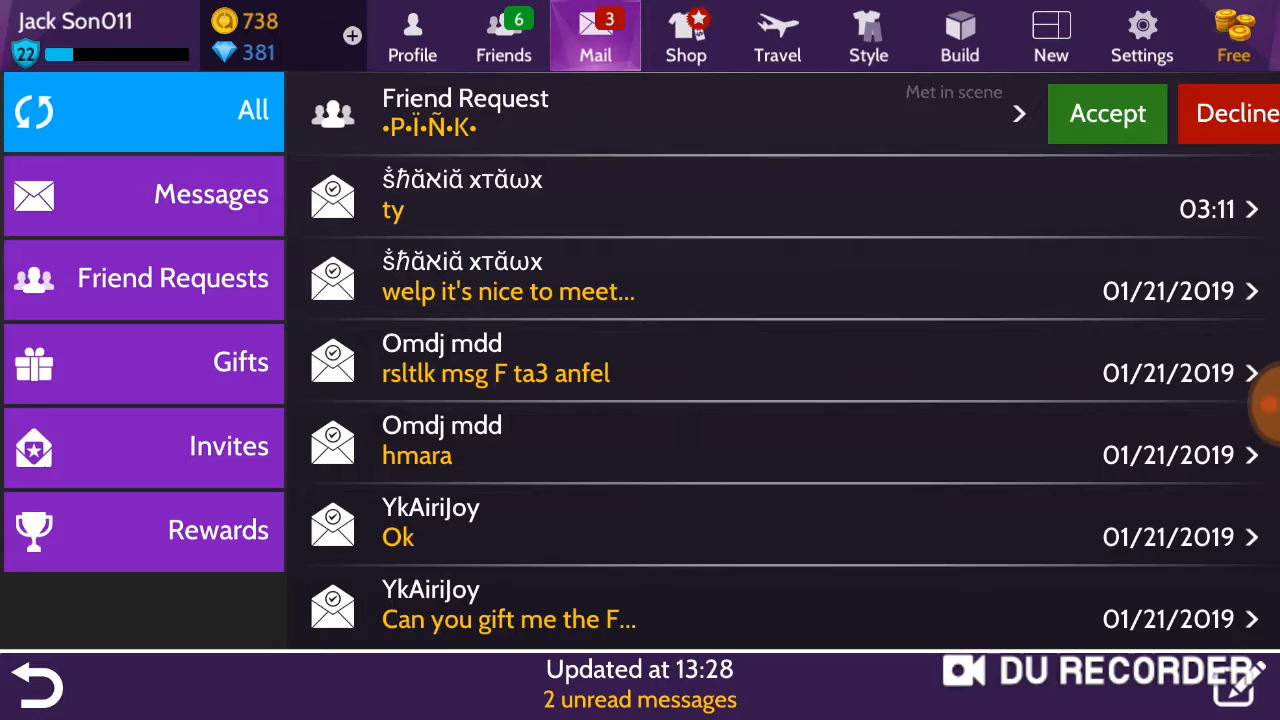 Jack Son011
22
738
381
Profile
6
Friends
3
Mail
Shop
Travel
Style
Build
New
Settings
Free
All
Messages
Friend Requests
Gifts
Invites
Rewards
Friend Request
•P•Ï•Ñ•K•
Met in scene
Accept
Decline
ṩℏăאiă xтăωx
ty
03:11
ṩℏăאiă xтăωx
welp it's nice to meet...
01/21/2019
Omdj mdd
rsltlk msg F ta3 anfel
01/21/2019
Omdj mdd
hmara
01/21/2019
YkAiriJoy
Ok
01/21/2019
YkAiriJoy
Can you gift me the F...
01/21/2019
Updated at 13:28
2 unread messages
DU RECORDER